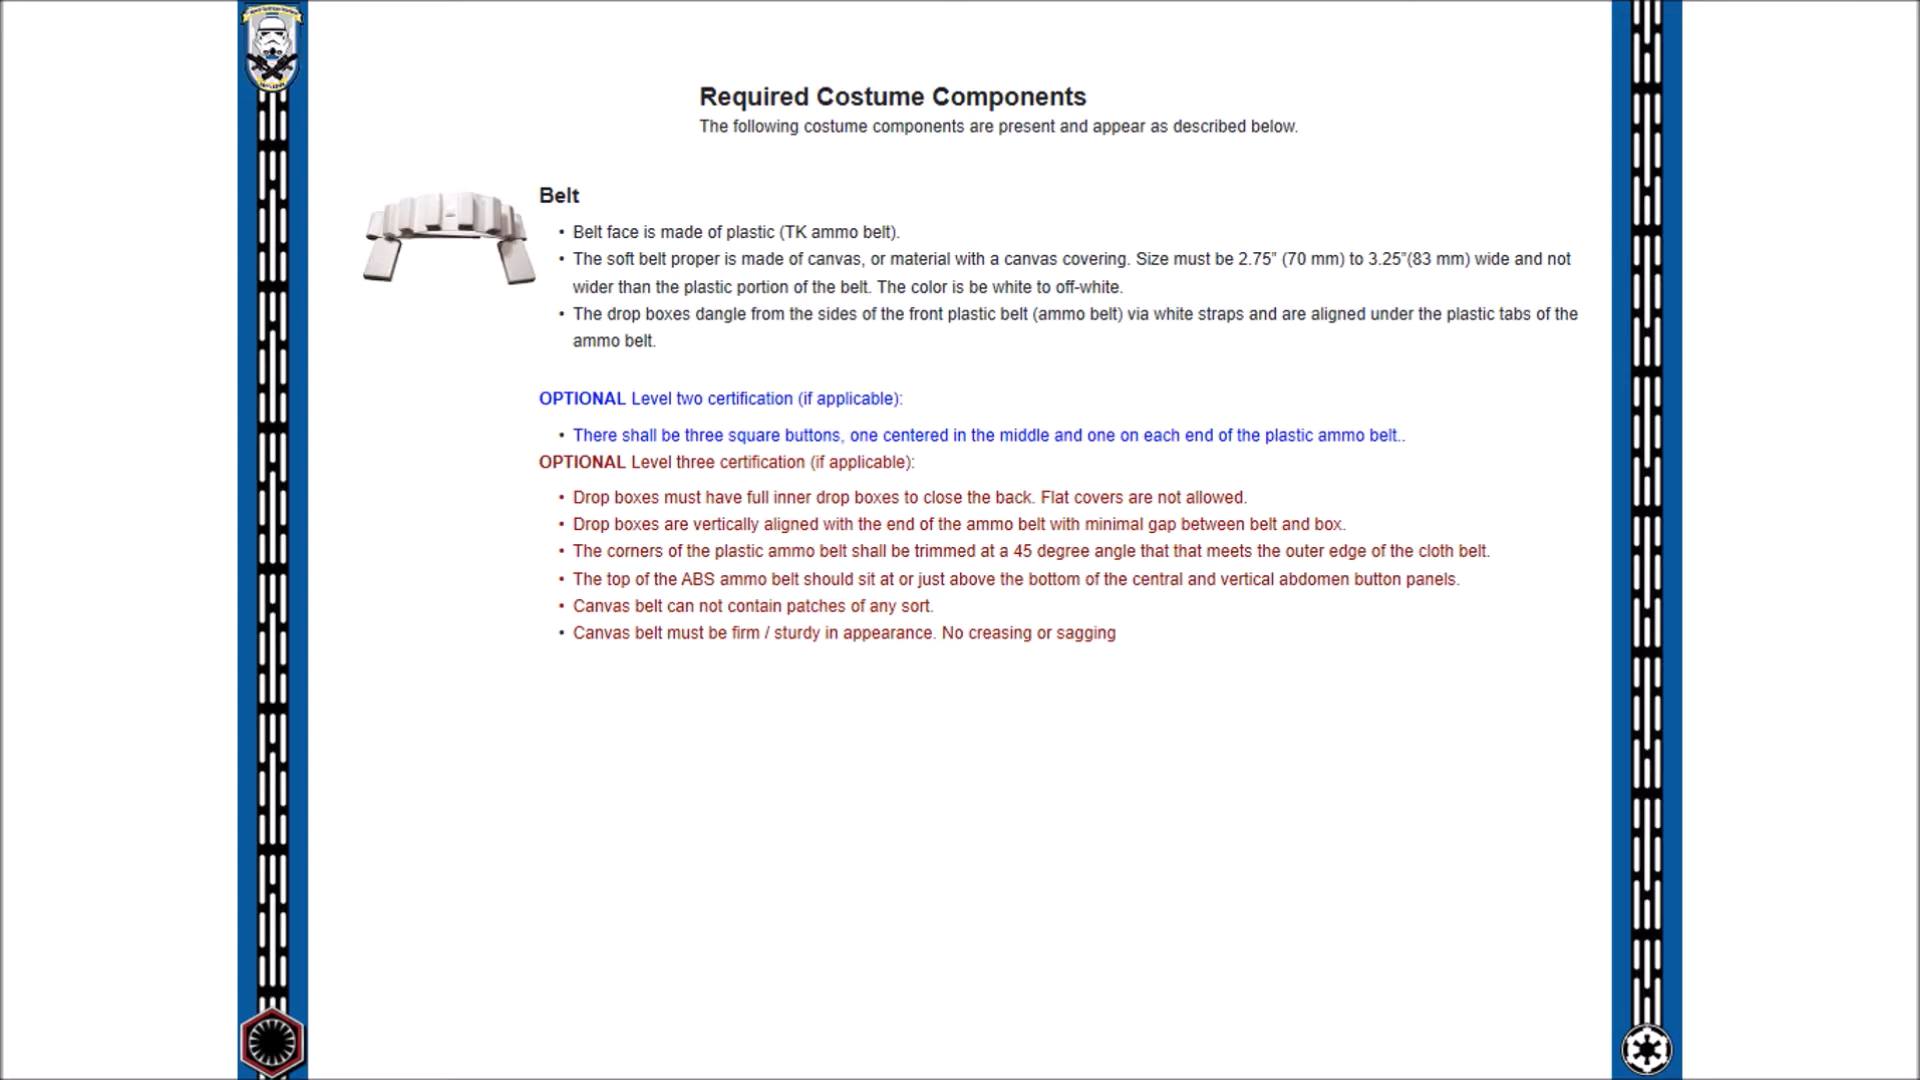 Required Costume Components
The following costume components are present and appear as described below.
Belt
• Belt face is made of plastic (TK ammo belt).
• The soft belt proper is made of canvas, or material with a canvas covering. Size must be 2.75” (70 mm) to 3.25”(83 mm) wide and not
wider than the plastic portion of the belt. The color is be white to off-white.
• The drop boxes dangle from the sides of the front plastic belt (ammo belt) via white straps and are aligned under the plastic tabs of the
ammo belt.
OPTIONAL Level two certification (if applicable):
• There shall be three square buttons, one centered in the middle and one on each end of the plastic ammo belt..
OPTIONAL Level three certification (if applicable):
• Drop boxes must have full inner drop boxes to close the back. Flat covers are not allowed.
• Drop boxes are vertically aligned with the end of the ammo belt with minimal gap between belt and box.
• The corners of the plastic ammo belt shall be trimmed at a 45 degree angle that that meets the outer edge of the cloth belt.
• The top of the ABS ammo belt should sit at or just above the bottom of the central and vertical abdomen button panels.
• Canvas belt can not contain patches of any sort.
• Canvas belt must be firm / sturdy in appearance. No creasing or sagging